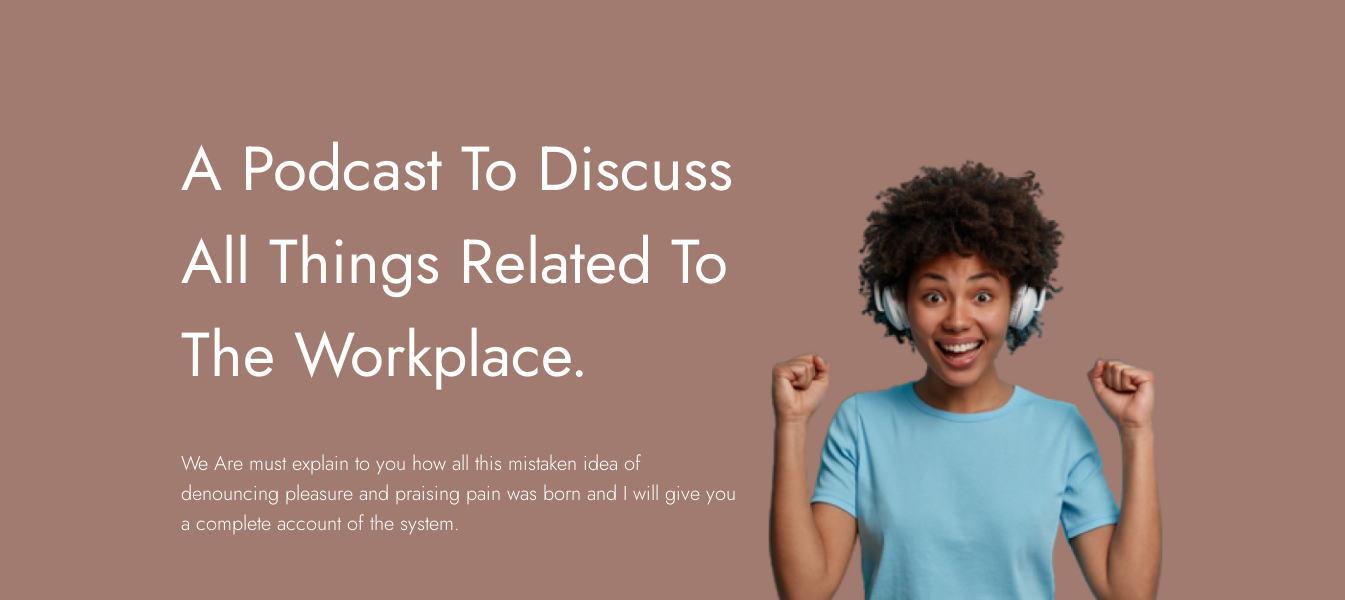 A Podcast To Discuss
All Things Related To
The Workplace.
We Are must explain to you how all this mistaken idea of
denouncing pleasure and praising pain was born and I will give you
a complete account of the system.